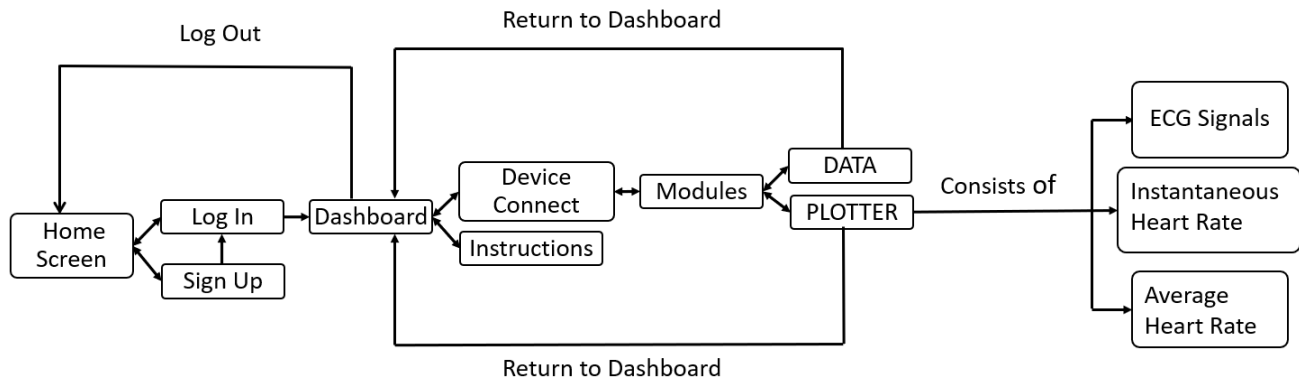 Return to Dashboard
Log Out
ECG Signals
Device
Connect
DATA
Modules
Consists of
Instantaneous
Heart Rate
Log In
Dashboard
PLOTTER
Home
Screen
Instructions
Sign Up
Average
Heart Rate
Return to Dashboard